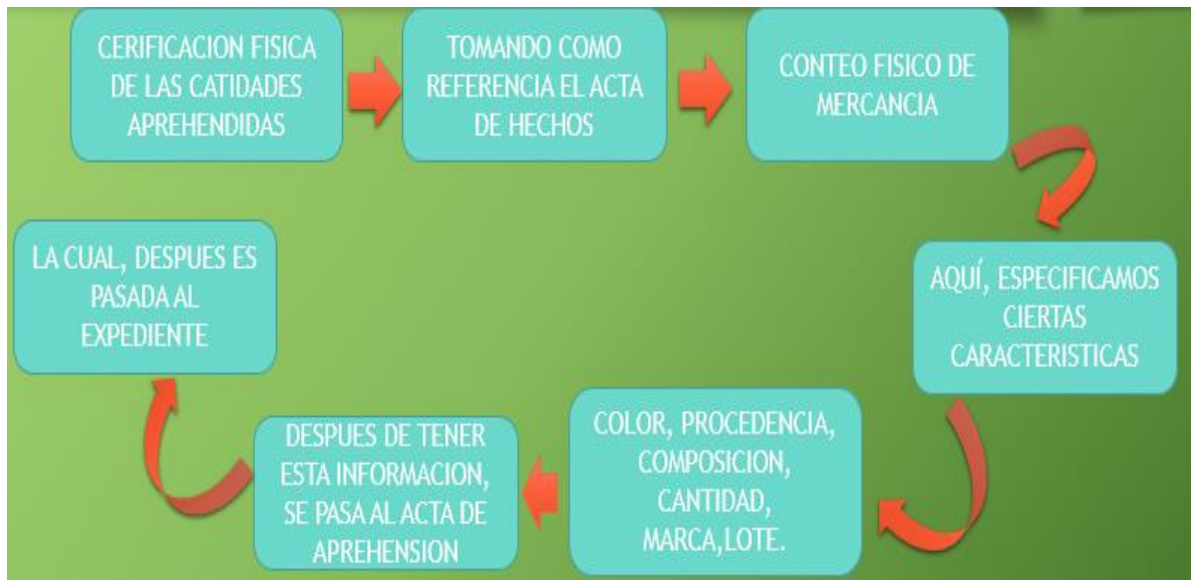 CERIFICACION FISICA
DE LAS CATIDADES
APREHENDIDAS
TOMANDO COMO
REFERENCIA EL ACTA
DE HECHOS
CONTEO FISICO DE
MERCANCIA
AQUÍ, ESPECIFICAMOS
CIERTAS
CARACTERISTICAS
COLOR, PROCEDENCIA,
COMPOSICION,
CANTIDAD,
MARCA,LOTE.
DESPUES DE TENER
ESTA INFORMACION,
SE PASA AL ACTA DE
APREHENSION
LA CUAL, DESPUES ES
PASADA AL
EXPEDIENTE